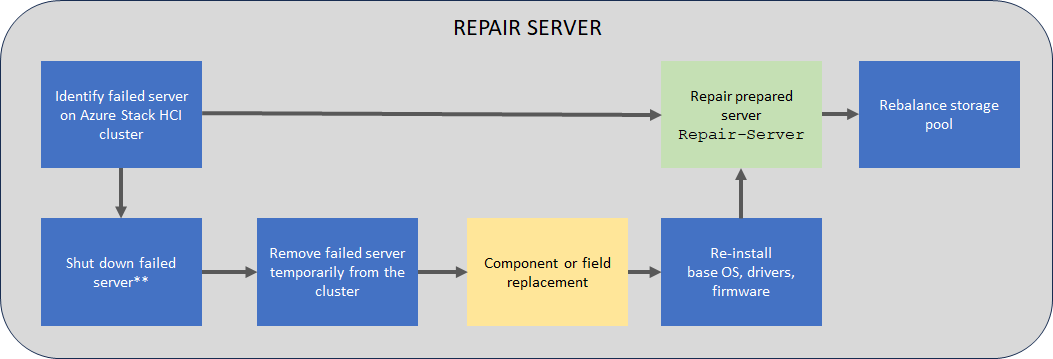 REPAIR SERVER
Identify failed server
on Azure Stack HCI
cluster
Repair prepared
server
Repair-Server
Rebalance storage
pool
Shut down failed
server**
Remove failed server
temporarily from the
cluster
Component or field
replacement
Re-install
base OS, drivers,
firmware